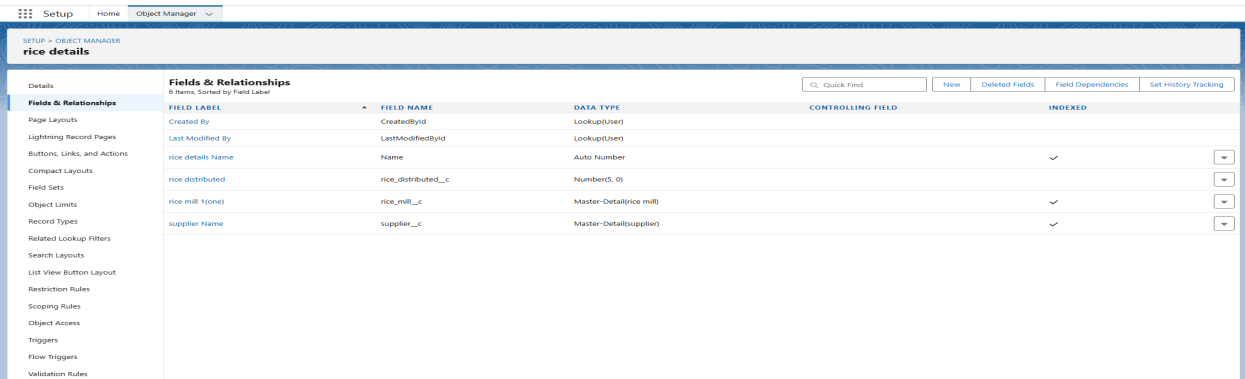 Setup Home Object Manager
SETUP > OBJECT MANAGER
rice details
Details
Fields & Relationships
Page Layouts
Lightning Record Pages
Buttons, Links, and Actions
Compact Layouts
Field Sets
Object Limits
Record Types
Related Lookup Filters
Search Layouts
List View Button Layout
Restriction Rules
Scoping Rules
Object Access
Triggers
Flow Triggers
Validation Rules
Fields & Relationships
6 Items, Sorted by Field Label
Quick Find New Deleted Fields Field Dependencies Set History Tracking
FIELD LABEL FIELD NAME DATA TYPE CONTROLLING FIELD INDEXED
Created By CreatedById Lookup(User)
Last Modified By LastModifiedById Lookup(User)
rice details Name Name Auto Number
rice distributed rice_distributed__c Number(5, 0)
rice mill 1(one) rice_mill__c Master-Detail(rice mill)
supplier Name supplier__c Master-Detail(supplier)